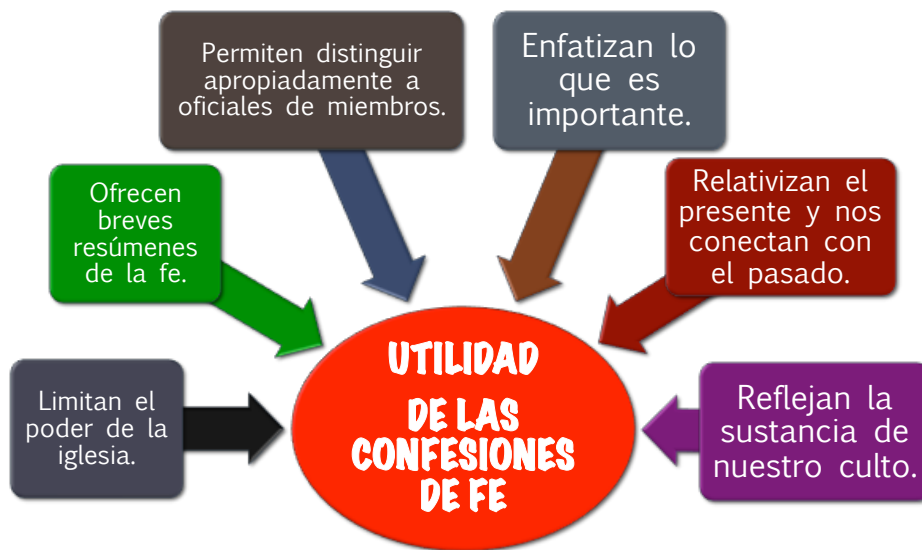 Permiten distinguir
apropiadamente a
oficiales de miembros.
Enfatizan lo
que es
importante.
Ofrecen
breves
resúmenes
de la fe.
Relativizan el
presente y nos
conectan con
el pasado.
Limitan el
poder de la
iglesia.
UTILIDAD
DE LAS
CONFESIONES
DE FE
Reflejan la
sustancia de
nuestro culto.